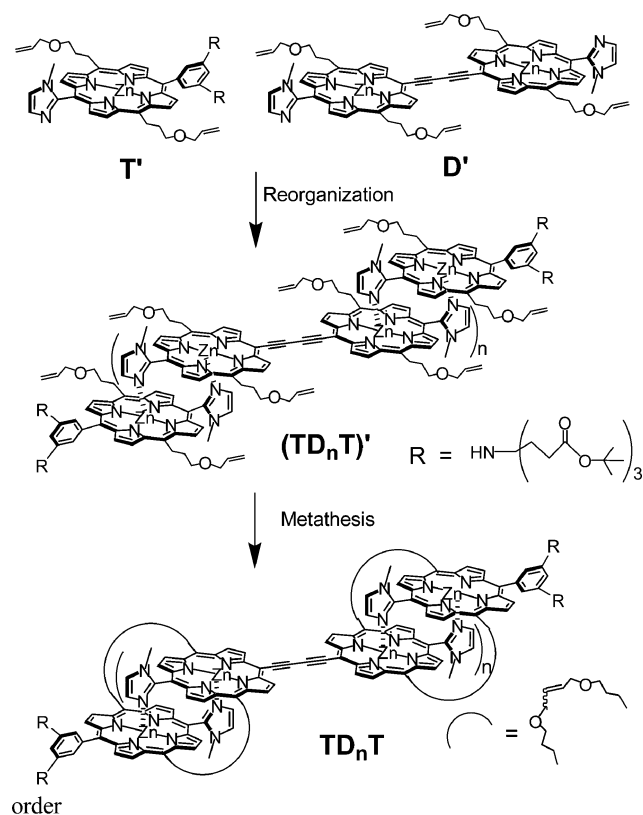 T'
D'
Reorganization
(TDnT)'
R = HN ( O O )3
Metathesis
TDnT
=
order